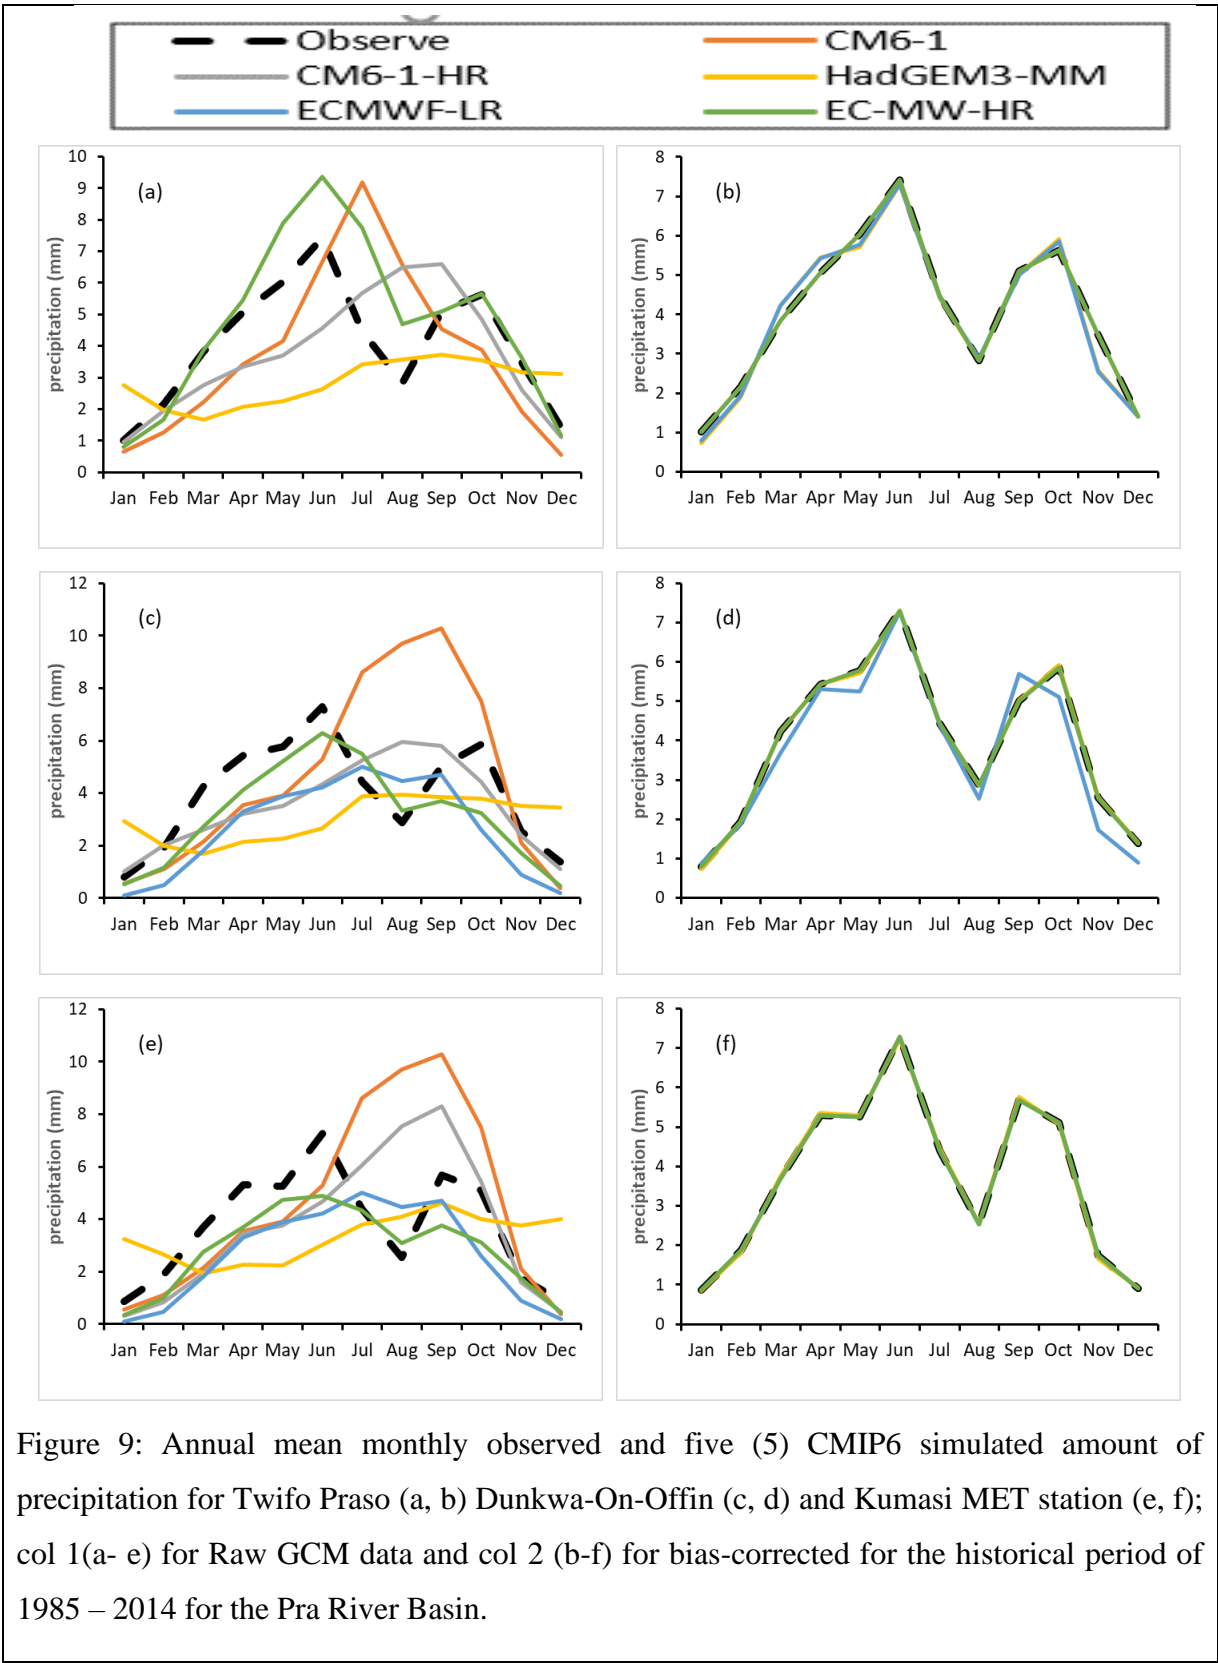 Observe CM6-1
CM6-1-HR HadGEM3-MM
ECMWF-LR EC-MW-HR
10
9
8
7
6
5
4
3
2
1
0
precipitation (mm)
(a)
Jan Feb Mar Apr May Jun Jul Aug Sep Oct Nov Dec
8
7
6
5
4
3
2
1
0
precipitation (mm)
(b)
Jan Feb Mar Apr May Jun Jul Aug Sep Oct Nov Dec
12
10
8
6
4
2
0
precipitation (mm)
(c)
Jan Feb Mar Apr May Jun Jul Aug Sep Oct Nov Dec
8
7
6
5
4
3
2
1
0
precipitation (mm)
(d)
Jan Feb Mar Apr May Jun Jul Aug Sep Oct Nov Dec
12
10
8
6
4
2
0
precipitation (mm)
(e)
Jan Feb Mar Apr May Jun Jul Aug Sep Oct Nov Dec
8
7
6
5
4
3
2
1
0
precipitation (mm)
(f)
Jan Feb Mar Apr May Jun Jul Aug Sep Oct Nov Dec
Figure 9: Annual mean monthly observed and five (5) CMIP6 simulated amount of
precipitation for Twifo Praso (a, b) Dunkwa-On-Offin (c, d) and Kumasi MET station (e, f);
col 1(a- e) for Raw GCM data and col 2 (b-f) for bias-corrected for the historical period of
1985 – 2014 for the Pra River Basin.